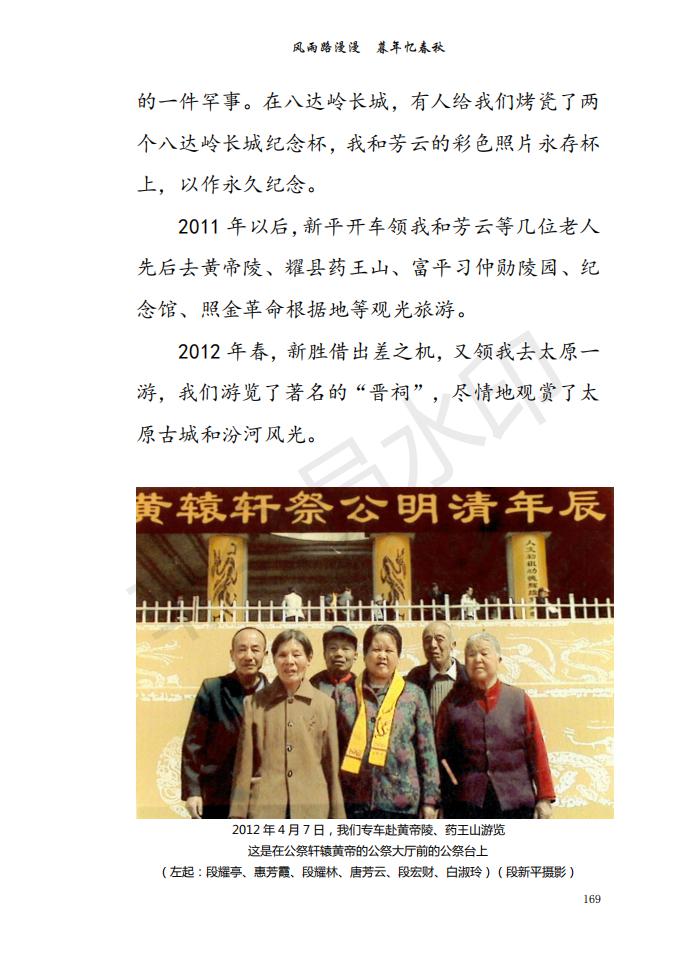 风雨路漫漫 暮年忆春秋
的一件罕事。在八达岭长城，有人给我们烤瓷了两
个八达岭长城纪念杯，我和芳云的彩色照片永存杯
上，以作永久纪念。
2011 年以后，新平开车领我和芳云等几位老人
先后去黄帝陵、耀县药王山、富平习仲勋陵园、纪
念馆、照金革命根据地等观光旅游。
2012 年春，新胜借出差之机，又领我去太原一
游，我们游览了著名的“晋祠”，尽情地观赏了太
原古城和汾河风光。
黄辕轩祭公明清年辰
2012 年 4 月 7 日，我们专车赴黄帝陵、药王山游览
这是在公祭轩辕黄帝的公祭大厅前的公祭台上
（左起：段耀亭、惠芳霞、段耀林、唐芳云、段宏财、白淑玲）（段新平摄影）
169